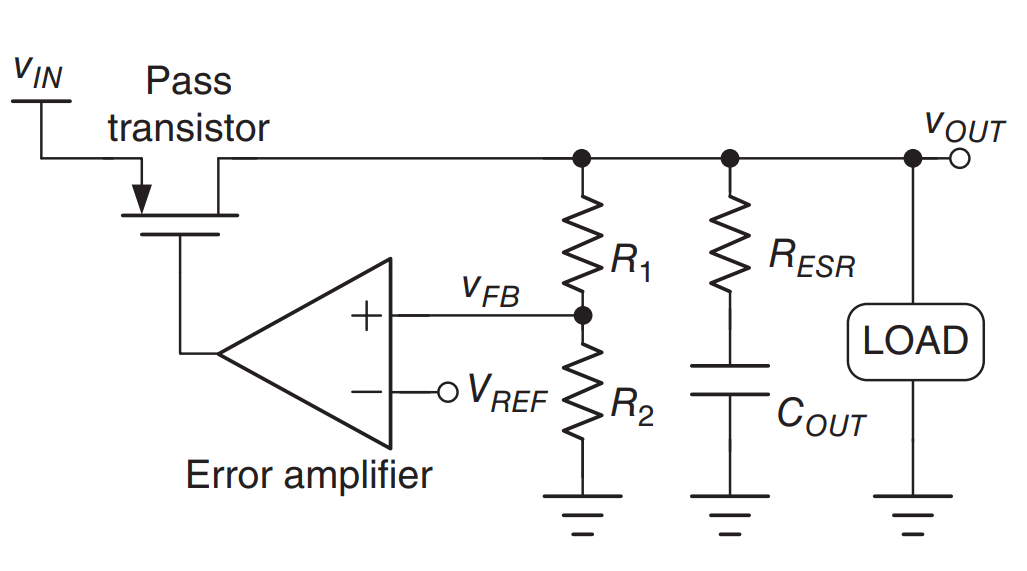 vIN
Pass
transistor
vOUT
R1
RESR
vFB
+
LOAD
−
VREF
R2
COUT
Error amplifier